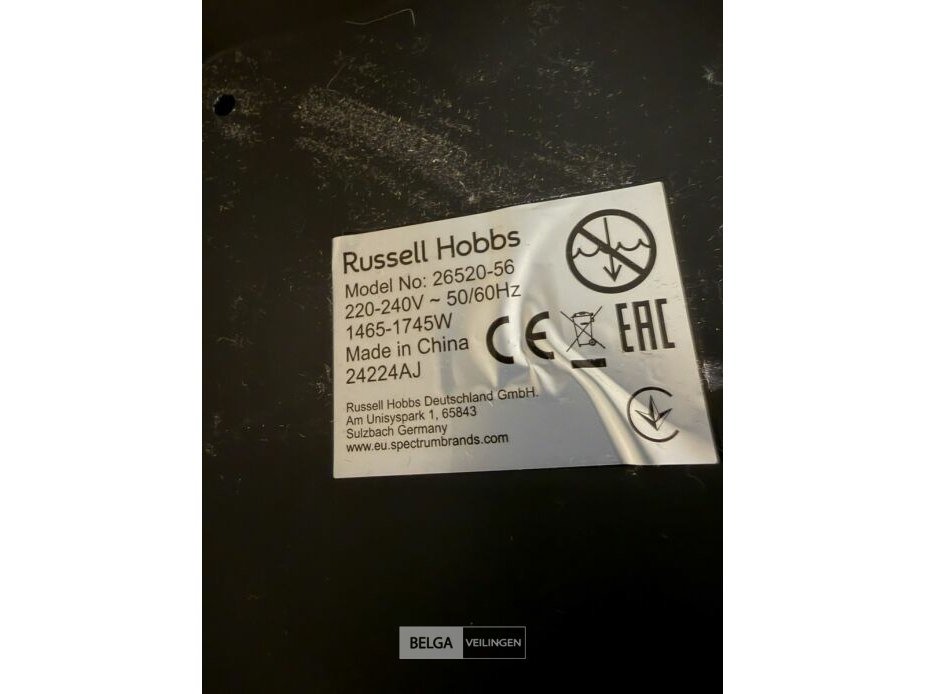 Russell Hobbs
Model No: 26520-56
220-240V ~ 50/60Hz
1465-1745W
Made in China
24224AJ
CE
EAC
Russell Hobbs Deutschland GmbH.
Am Unisyspark 1, 65843
Sulzbach Germany
www.eu.spectrumbrands.com
BELGA VEILINGEN